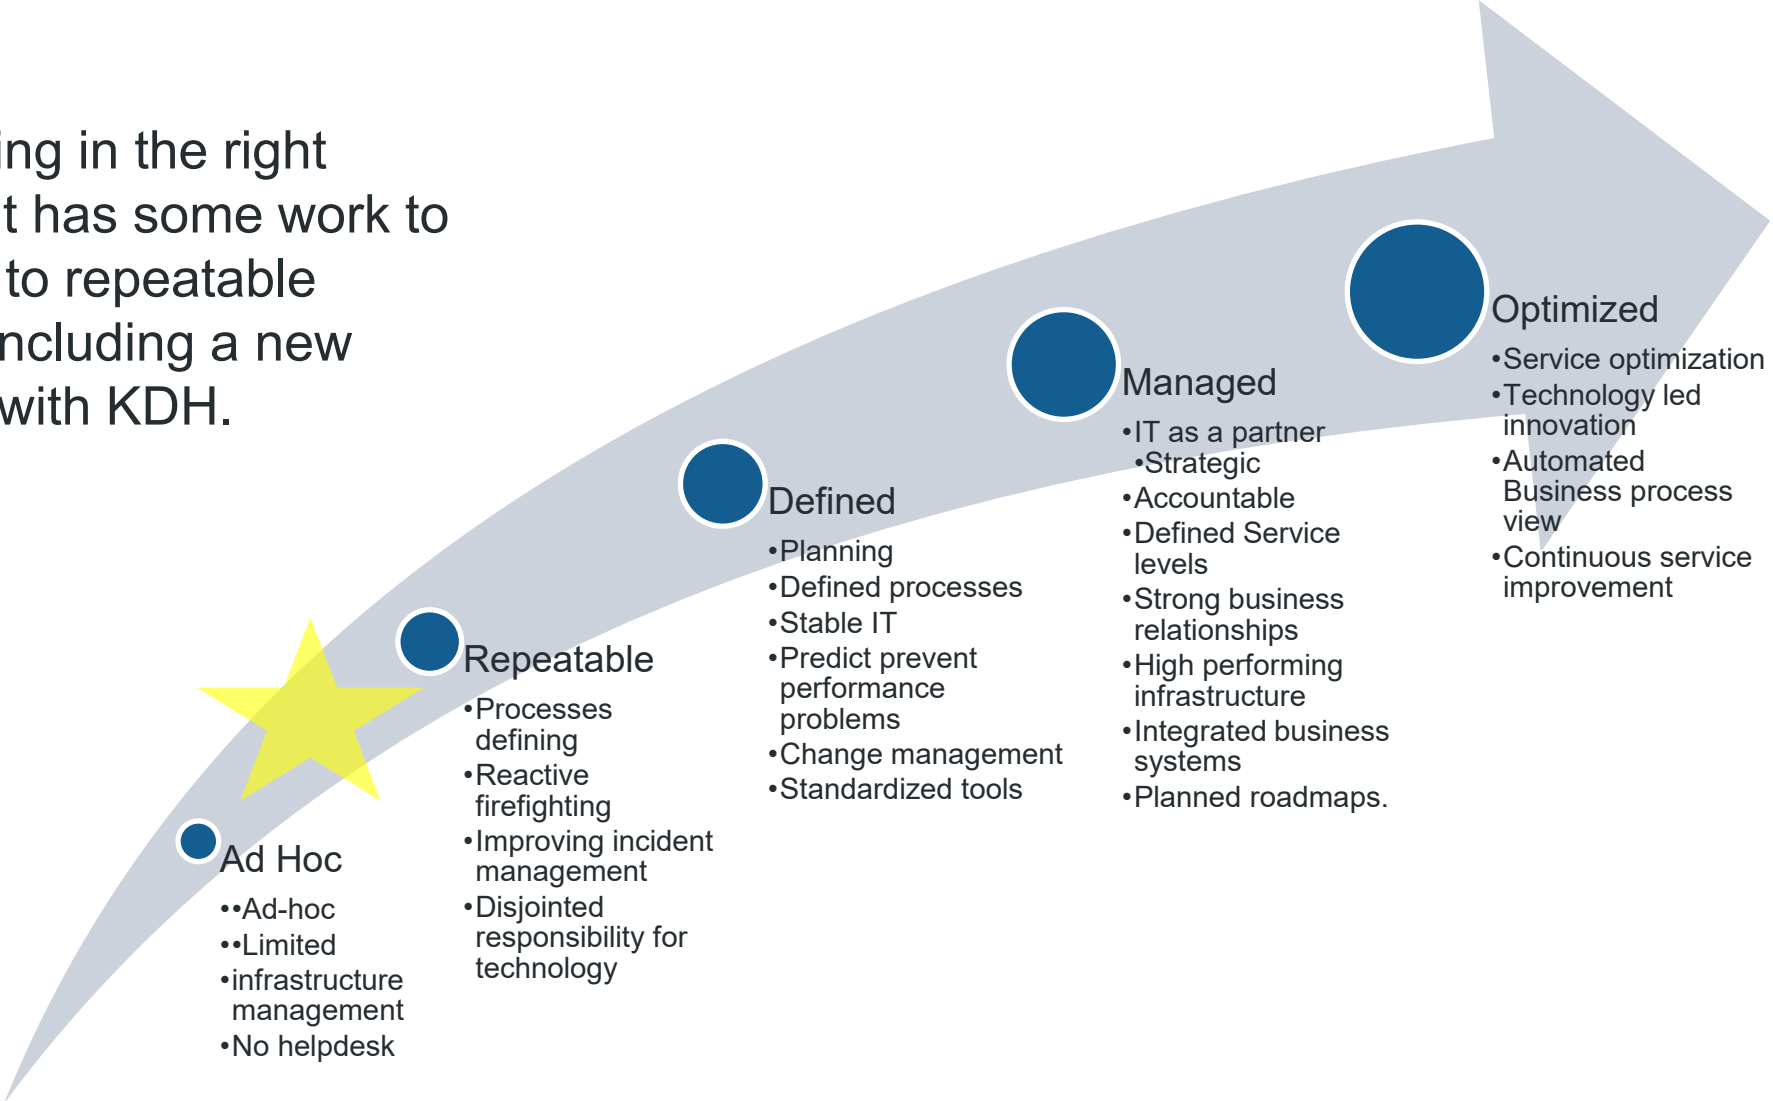 ing in the right
t has some work to
to repeatable
ncluding a new
with KDH.
Optimized
•Service optimization
•Technology led
innovation
•Automated
Business process
view
•Continuous service
improvement
Managed
•IT as a partner
•Strategic
•Accountable
•Defined Service
levels
•Strong business
relationships
•High performing
infrastructure
•Integrated business
systems
•Planned roadmaps.
Defined
•Planning
•Defined processes
•Stable IT
•Predict prevent
performance
problems
•Change management
•Standardized tools
Repeatable
•Processes
defining
•Reactive
firefighting
•Improving incident
management
•Disjointed
responsibility for
technology
Ad Hoc
••Ad-hoc
••Limited
•infrastructure
management
•No helpdesk